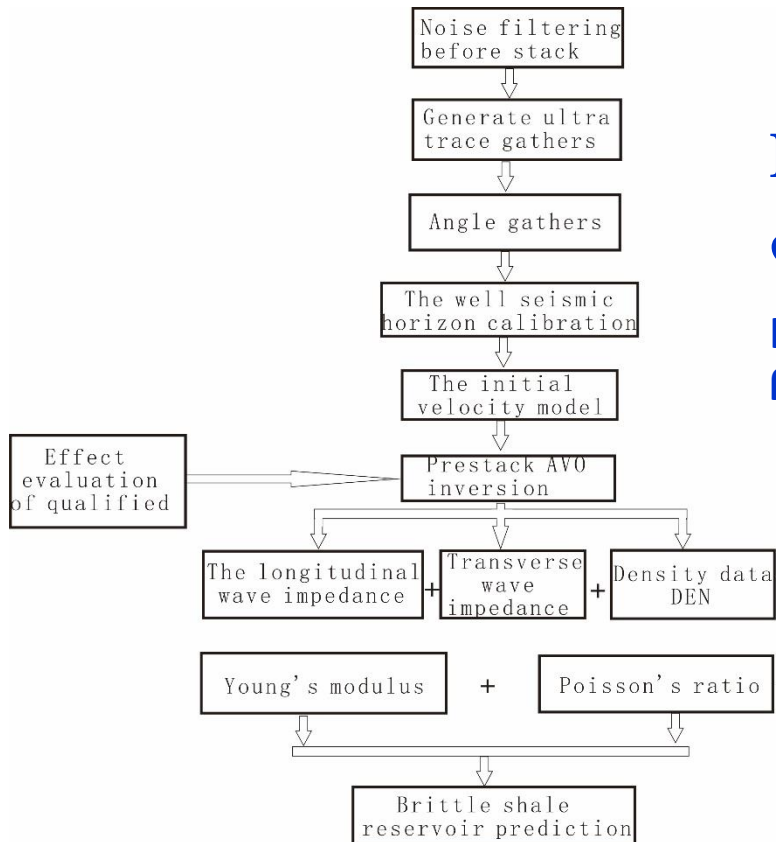 Noise filtering
before stack
Generate ultra
trace gathers
Angle gathers
The well seismic
horizon calibration
The initial
velocity model
Effect
evaluation
of qualified
Prestack AVO
inversion
The longitudinal
wave impedance
+
Transverse
wave
impedance
+
Density data
DEN
Young's modulus
+
Poisson's ratio
Brittle shale
reservoir prediction